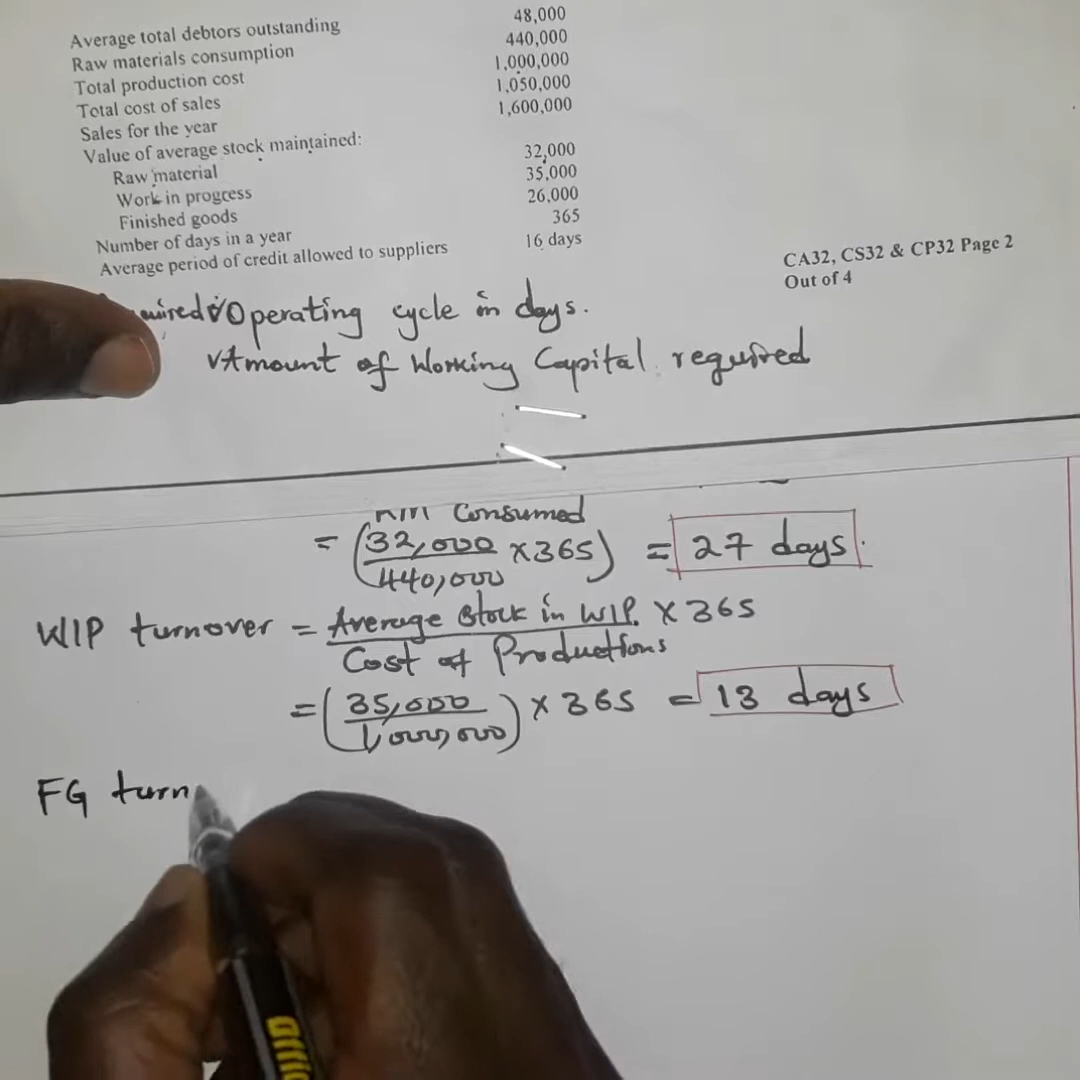 Average total debtors outstanding 48,000
Raw materials consumption 440,000
Total production cost 1,000,000
Total cost of sales 1,050,000
Sales for the year 1,600,000
Value of average stock maintained:
Raw material 32,000
Work in progress 35,000
Finished goods 26,000
Number of days in a year 365
Average period of credit allowed to suppliers 16 days
CA32, CS32 & CP32 Page 2
Out of 4
Operating cycle in days.
Amount of Working Capital required
RM Consumed
= (32,000/440,000 x365) = 27 days
WIP turnover = Average Stock in WIP. x 365
Cost of Productions
= (35,000/1,000,000) x 365 = 13 days
FG turn